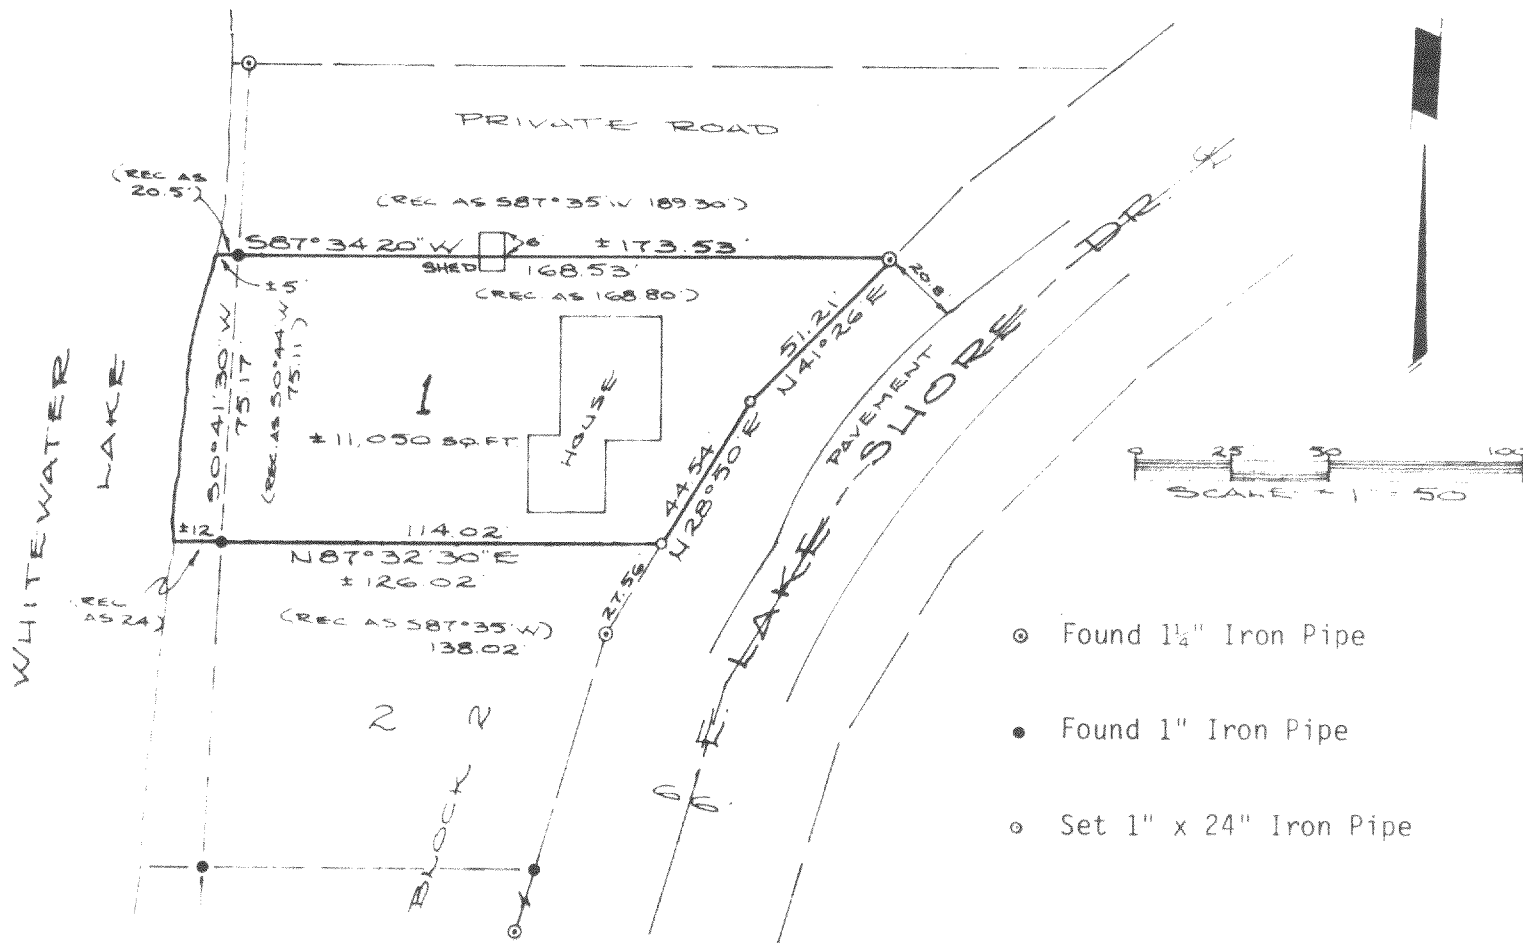 PRIVATE ROAD
(REC AS
20.5')
(REC AS S87°35'W 189.30')
S87°34'20"W
±173.53'
6'
SHED
168.53'
(REC. AS 168.80')
±5'
20.8'
S0°41'30"W
75.17'
(REC. AS S0°44'W
75.11')
51.21'
N41°26'E
1
±11,050 SQ.FT.
HOUSE
WHITEWATER
LAKE
44.54'
N28°50'E
PAVEMENT
E. LAKE SHORE DR.
0 25 50 100
SCALE - 1" = 50'
±12'
114.02'
N87°32'30"E
±126.02'
(REC
AS 24')
(REC AS S87°35'W)
138.02'
27.56'
2
BLOCK 2
66'
Found 1¼" Iron Pipe
Found 1" Iron Pipe
Set 1" x 24" Iron Pipe